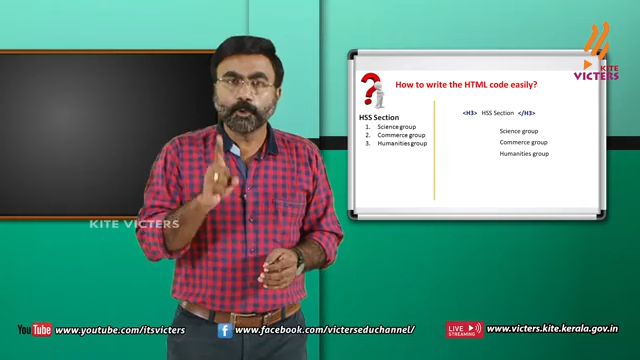 KITE
VICTERS
How to write the HTML code easily?
HSS Section
1. Science group
2. Commerce group
3. Humanities group
<H3> HSS Section </H3>
Science group
Commerce group
Humanities group
KITE VICTERS
YouTube www.youtube.com/itsvicters
f www.facebook.com/victerseduchannel/
LIVE STREAMING www.victers.kite.kerala.gov.in